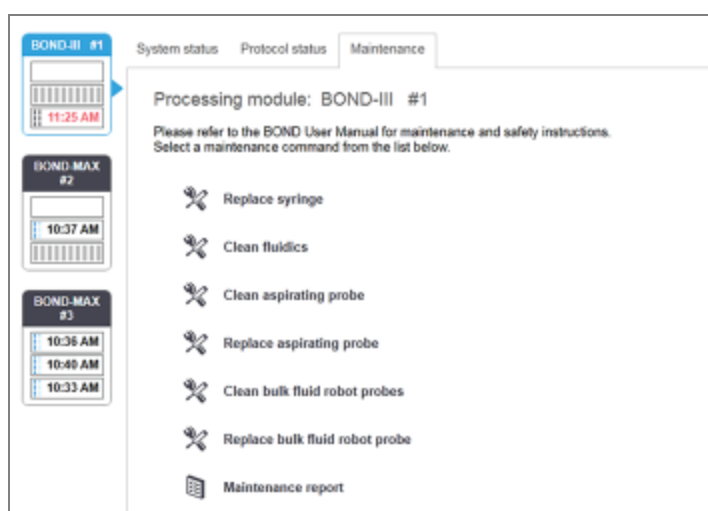 BOND-III #1
11:25 AM
BOND-MAX
#2
10:37 AM
BOND-MAX
#3
10:36 AM
10:40 AM
10:33 AM
System status Protocol status Maintenance
Processing module: BOND-III #1
Please refer to the BOND User Manual for maintenance and safety instructions.
Select a maintenance command from the list below.
Replace syringe
Clean fluidics
Clean aspirating probe
Replace aspirating probe
Clean bulk fluid robot probes
Replace bulk fluid robot probe
Maintenance report